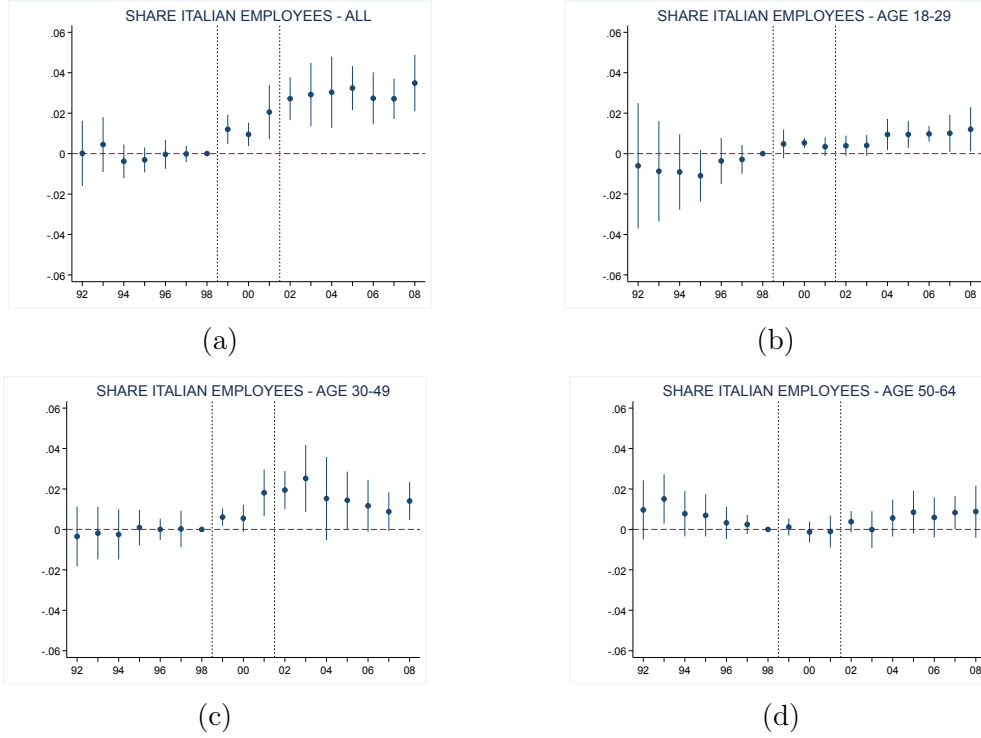 SHARE ITALIAN EMPLOYEES - ALL
.06
.04
.02
0
-.02
-.04
-.06
92 94 96 98 00 02 04 06 08
(a)
SHARE ITALIAN EMPLOYEES - AGE 18-29
.06
.04
.02
0
-.02
-.04
-.06
92 94 96 98 00 02 04 06 08
(b)
SHARE ITALIAN EMPLOYEES - AGE 30-49
.06
.04
.02
0
-.02
-.04
-.06
92 94 96 98 00 02 04 06 08
(c)
SHARE ITALIAN EMPLOYEES - AGE 50-64
.06
.04
.02
0
-.02
-.04
-.06
92 94 96 98 00 02 04 06 08
(d)